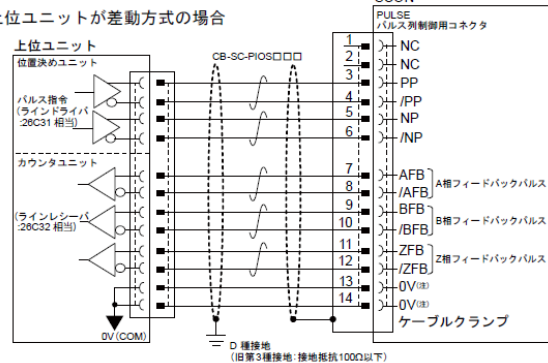 上位ユニットが差動方式の場合
PULSE
パルス列制御用コネクタ
上位ユニット
位置決めユニット
CB-SC-PIOS□□□
パルス指令
(ラインドライバ
:26C31 相当)
カウンタユニット
(ラインレシーバ
:26C32 相当)
0V(COM)
1 NC
2 NC
3 PP
4 /PP
5 NP
6 /NP
7 AFB
8 /AFB
A相フィードバックパルス
9 BFB
10 /BFB
B相フィードバックパルス
11 ZFB
12 /ZFB
Z相フィードバックパルス
13 0V(注)
14 0V(注)
ケーブルクランプ
D 種接地
(旧第3種接地:接地抵抗100Ω以下)